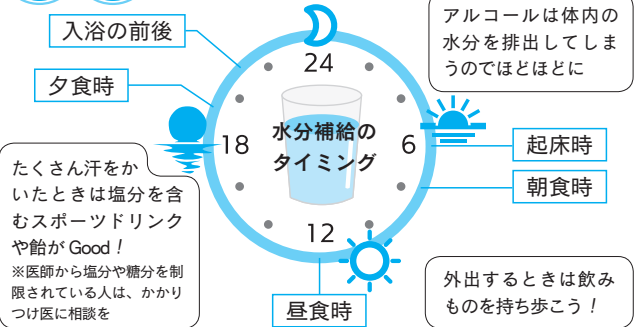 入浴の前後
アルコールは体内の
水分を排出してしま
うのでほどほどに
24
夕食時
水分補給の
タイミング
18
6
起床時
朝食時
たくさん汗をか
いたときは塩分を含
むスポーツドリンク
や飴がGood！
※医師から塩分や糖分を制
限されている人は、かかり
つけ医に相談を
12
昼食時
外出するときは飲み
ものを持ち歩こう！